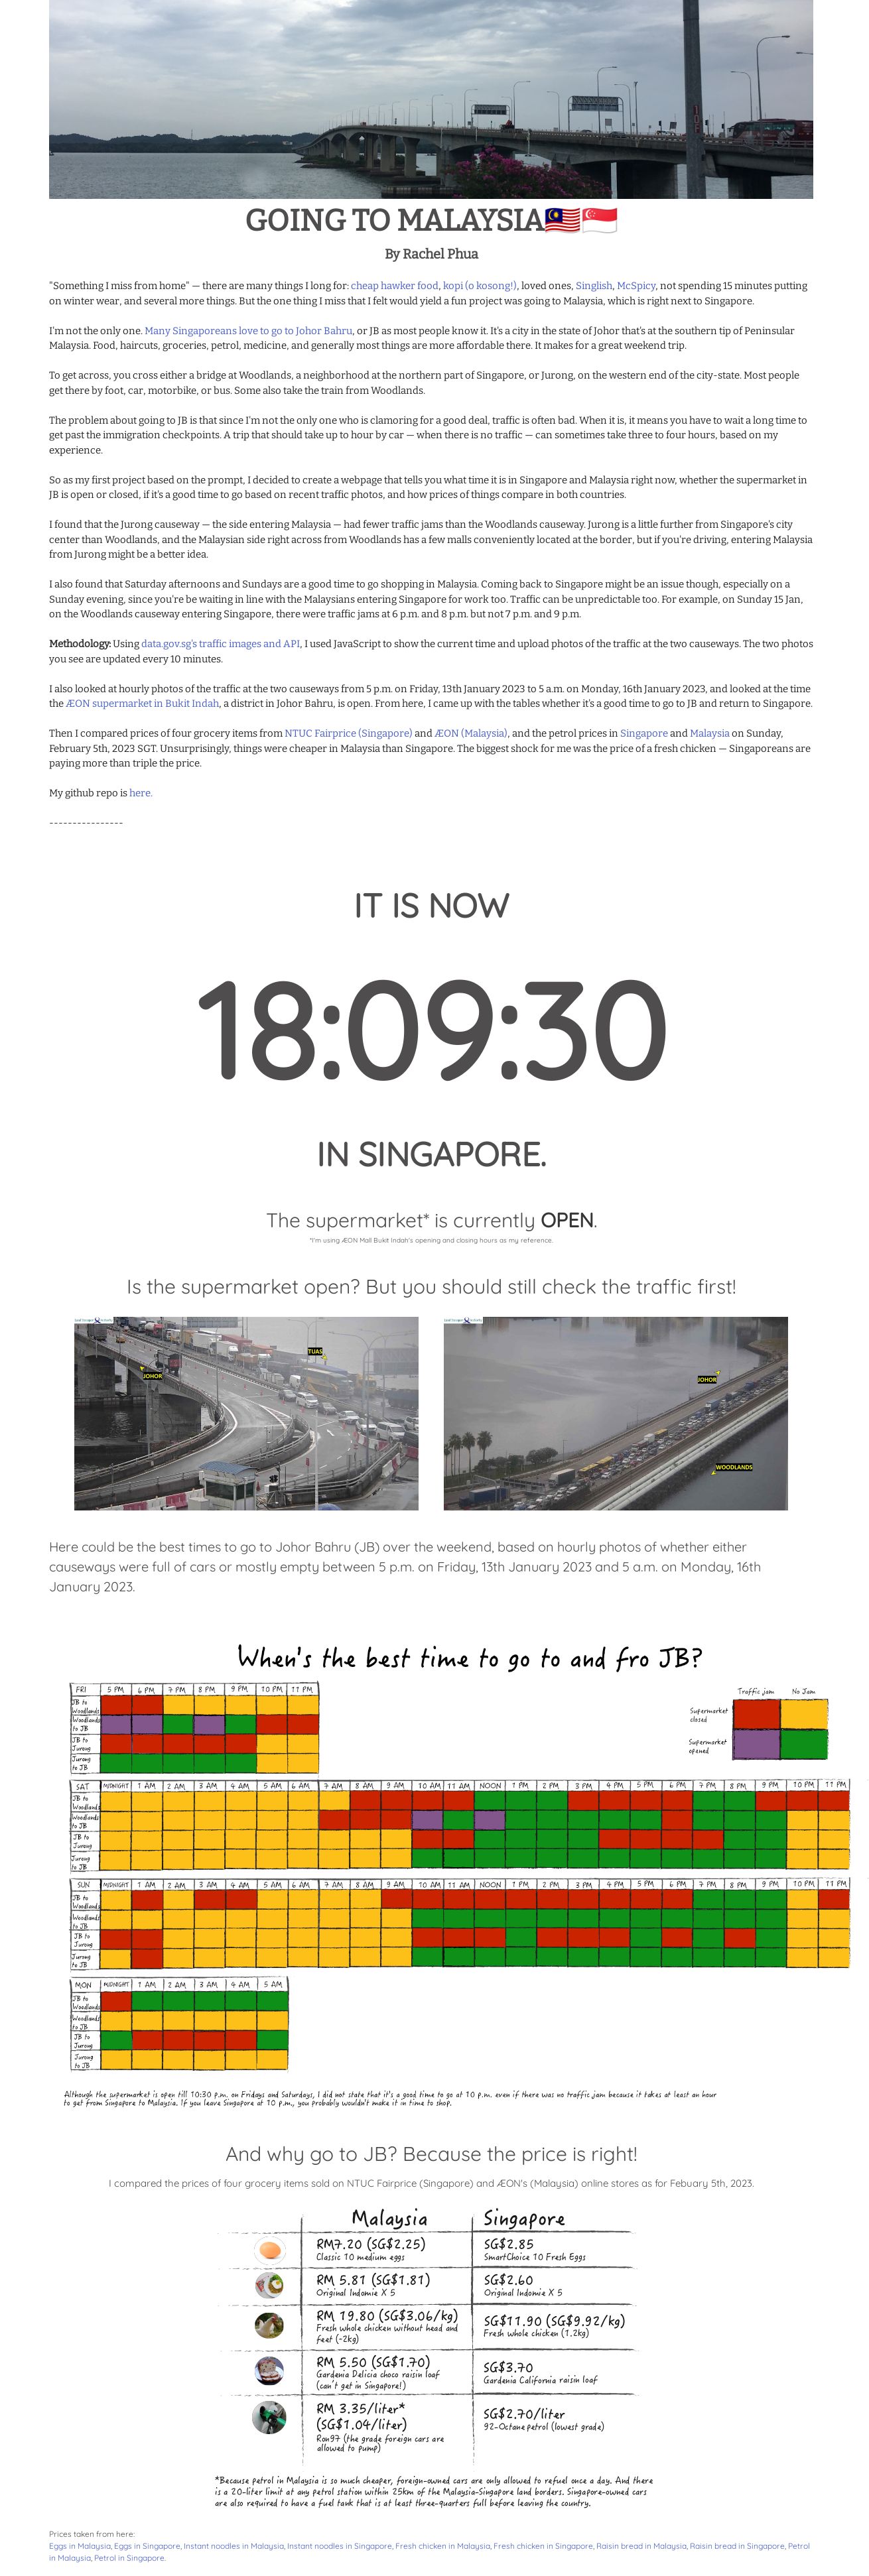 GOING TO MALAYSIA🇲🇾🇸🇬
By Rachel Phua
"Something I miss from home" — there are many things I long for: cheap hawker food, kopi (o kosong!), loved ones, Singlish, McSpicy, not spending 15 minutes putting
on winter wear, and several more things. But the one thing I miss that I felt would yield a fun project was going to Malaysia, which is right next to Singapore.
I'm not the only one. Many Singaporeans love to go to Johor Bahru, or JB as most people know it. It's a city in the state of Johor that's at the southern tip of Peninsular
Malaysia. Food, haircuts, groceries, petrol, medicine, and generally most things are more affordable there. It makes for a great weekend trip.
To get across, you cross either a bridge at Woodlands, a neighborhood at the northern part of Singapore, or Jurong, on the western end of the city-state. Most people
get there by foot, car, motorbike, or bus. Some also take the train from Woodlands.
The problem about going to JB is that since I'm not the only one who is clamoring for a good deal, traffic is often bad. When it is, it means you have to wait a long time to
get past the immigration checkpoints. A trip that should take up to hour by car — when there is no traffic — can sometimes take three to four hours, based on my
experience.
So as my first project based on the prompt, I decided to create a webpage that tells you what time it is in Singapore and Malaysia right now, whether the supermarket in
JB is open or closed, if it's a good time to go based on recent traffic photos, and how prices of things compare in both countries.
I found that the Jurong causeway — the side entering Malaysia — had fewer traffic jams than the Woodlands causeway. Jurong is a little further from Singapore's city
center than Woodlands, and the Malaysian side right across from Woodlands has a few malls conveniently located at the border, but if you're driving, entering Malaysia
from Jurong might be a better idea.
I also found that Saturday afternoons and Sundays are a good time to go shopping in Malaysia. Coming back to Singapore might be an issue though, especially on a
Sunday evening, since you're be waiting in line with the Malaysians entering Singapore for work too. Traffic can be unpredictable too. For example, on Sunday 15 Jan,
on the Woodlands causeway entering Singapore, there were traffic jams at 6 p.m. and 8 p.m. but not 7 p.m. and 9 p.m.
Methodology: Using data.gov.sg's traffic images and API, I used JavaScript to show the current time and upload photos of the traffic at the two causeways. The two photos
you see are updated every 10 minutes.
I also looked at hourly photos of the traffic at the two causeways from 5 p.m. on Friday, 13th January 2023 to 5 a.m. on Monday, 16th January 2023, and looked at the time
the ÆON supermarket in Bukit Indah, a district in Johor Bahru, is open. From here, I came up with the tables whether it's a good time to go to JB and return to Singapore.
Then I compared prices of four grocery items from NTUC Fairprice (Singapore) and ÆON (Malaysia), and the petrol prices in Singapore and Malaysia on Sunday,
February 5th, 2023 SGT. Unsurprisingly, things were cheaper in Malaysia than Singapore. The biggest shock for me was the price of a fresh chicken — Singaporeans are
paying more than triple the price.
My github repo is here.
----------------
IT IS NOW
18:09:30
IN SINGAPORE.
The supermarket* is currently OPEN.
*I'm using ÆON Mall Bukit Indah's opening and closing hours as my reference.
Is the supermarket open? But you should still check the traffic first!
TUAS
JOHOR
JOHOR
WOODLANDS
Here could be the best times to go to Johor Bahru (JB) over the weekend, based on hourly photos of whether either
causeways were full of cars or mostly empty between 5 p.m. on Friday, 13th January 2023 and 5 a.m. on Monday, 16th
January 2023.
When's the best time to go to and fro JB?
Traffic jam No Jam
Supermarket
closed
Supermarket
opened
FRI 5 PM 6 PM 7 PM 8 PM 9 PM 10 PM 11 PM
JB to
Woodlands
Woodlands
to JB
JB to
Jurong
Jurong
to JB
SAT MIDNIGHT 1 AM 2 AM 3 AM 4 AM 5 AM 6 AM 7 AM 8 AM 9 AM 10 AM 11 AM NOON 1 PM 2 PM 3 PM 4 PM 5 PM 6 PM 7 PM 8 PM 9 PM 10 PM 11 PM
JB to
Woodlands
Woodlands
to JB
JB to
Jurong
Jurong
to JB
SUN MIDNIGHT 1 AM 2 AM 3 AM 4 AM 5 AM 6 AM 7 AM 8 AM 9 AM 10 AM 11 AM NOON 1 PM 2 PM 3 PM 4 PM 5 PM 6 PM 7 PM 8 PM 9 PM 10 PM 11 PM
JB to
Woodlands
Woodlands
to JB
JB to
Jurong
Jurong
to JB
MON MIDNIGHT 1 AM 2 AM 3 AM 4 AM 5 AM
JB to
Woodlands
Woodlands
to JB
JB to
Jurong
Jurong
to JB
Although the supermarket is open till 10:30 p.m. on Fridays and Saturdays, I did not state that it's a good time to go at 10 p.m. even if there was no traffic jam because it takes at least an hour
to get from Singapore to Malaysia. If you leave Singapore at 10 p.m., you probably wouldn't make it in time to shop.
And why go to JB? Because the price is right!
I compared the prices of four grocery items sold on NTUC Fairprice (Singapore) and ÆON's (Malaysia) online stores as for Febuary 5th, 2023.
Malaysia Singapore
RM7.20 (SG$2.25)
Classic 10 medium eggs
SG$2.85
SmartChoice 10 Fresh Eggs
RM 5.81 (SG$1.81)
Original Indomie X 5
SG$2.60
Original Indomie X 5
RM 19.80 (SG$3.06/kg)
Fresh whole chicken without head and
feet (~2kg)
SG$11.90 (SG$9.92/kg)
Fresh whole chicken (1.2kg)
RM 5.50 (SG$1.70)
Gardenia Delicia choco raisin loaf
(can't get in Singapore!)
SG$3.70
Gardenia California raisin loaf
RM 3.35/liter*
(SG$1.04/liter)
Ron97 (the grade foreign cars are
allowed to pump)
SG$2.70/liter
92-Octane petrol (lowest grade)
*Because petrol in Malaysia is so much cheaper, foreign-owned cars are only allowed to refuel once a day. And there
is a 20-liter limit at any petrol station within 25km of the Malaysia-Singapore land borders. Singapore-owned cars
are also required to have a fuel tank that is at least three-quarters full before leaving the country.
Prices taken from here:
Eggs in Malaysia, Eggs in Singapore, Instant noodles in Malaysia, Instant noodles in Singapore, Fresh chicken in Malaysia, Fresh chicken in Singapore, Raisin bread in Malaysia, Raisin bread in Singapore, Petrol
in Malaysia, Petrol in Singapore.